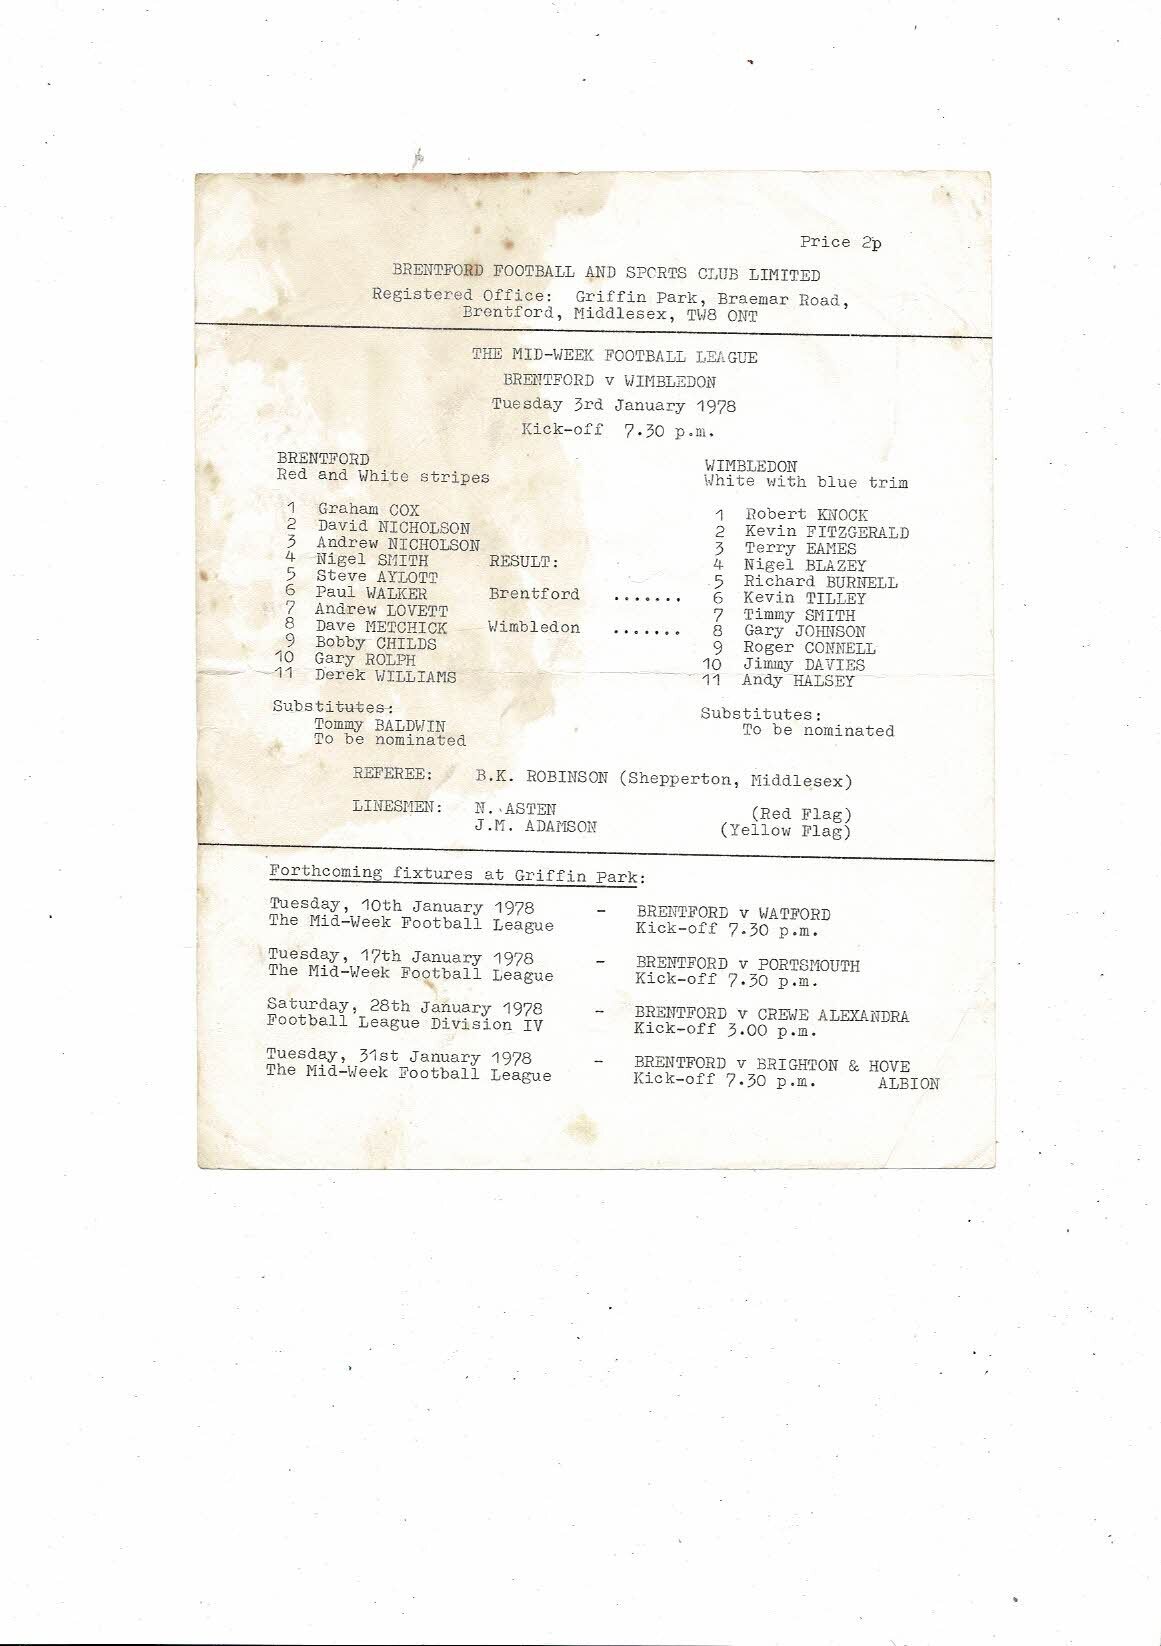 Price 2p
BRENTFORD FOOTBALL AND SPORTS CLUB LIMITED
Registered Office: Griffin Park, Braemar Road,
Brentford, Middlesex, TW8 ONT
THE MID-WEEK FOOTBALL LEAGUE
BRENTFORD v WIMBLEDON
Tuesday 3rd January 1978
Kick-off 7.30 p.m.
BRENTFORD
Red and White stripes
1 Graham COX
2 David NICHOLSON
3 Andrew NICHOLSON
4 Nigel SMITH
5 Steve AYLOTT
6 Paul WALKER
7 Andrew LOVETT
8 Dave METCHICK
9 Bobby CHILDS
10 Gary ROLPH
11 Derek WILLIAMS
Substitutes:
Tommy BALDWIN
To be nominated
RESULT:
Brentford .......
Wimbledon .......
WIMBLEDON
White with blue trim
1 Robert KNOCK
2 Kevin FITZGERALD
3 Terry EAMES
4 Nigel BLAZEY
5 Richard BURNELL
6 Kevin TILLEY
7 Timmy SMITH
8 Gary JOHNSON
9 Roger CONNELL
10 Jimmy DAVIES
11 Andy HALSEY
Substitutes:
To be nominated
REFEREE: B.K. ROBINSON (Shepperton, Middlesex)
LINESMEN: N. ASTEN (Red Flag)
J.M. ADAMSON (Yellow Flag)
Forthcoming fixtures at Griffin Park:
Tuesday, 10th January 1978 - BRENTFORD v WATFORD
The Mid-Week Football League Kick-off 7.30 p.m.
Tuesday, 17th January 1978 - BRENTFORD v PORTSMOUTH
The Mid-Week Football League Kick-off 7.30 p.m.
Saturday, 28th January 1978 - BRENTFORD v CREWE ALEXANDRA
Football League Division IV Kick-off 3.00 p.m.
Tuesday, 31st January 1978 - BRENTFORD v BRIGHTON & HOVE
The Mid-Week Football League Kick-off 7.30 p.m. ALBION